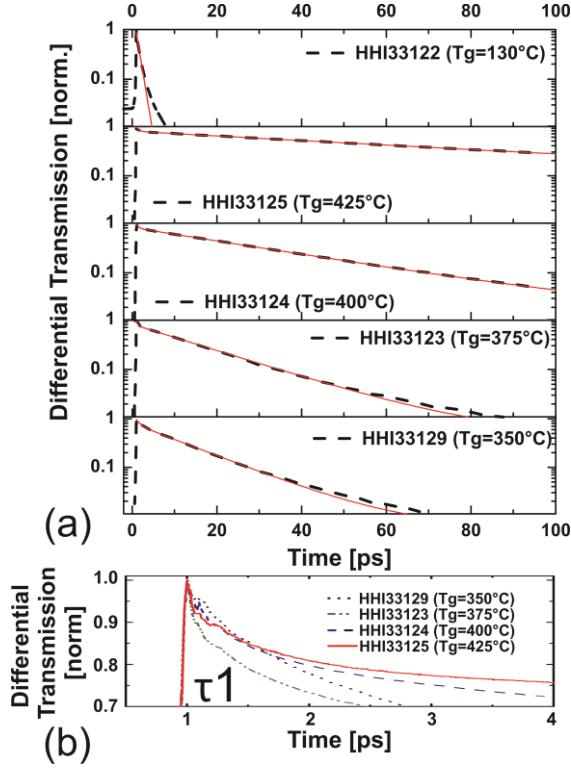 0 20 40 60 80 100
0.1
HHI33122 (Tg=130°C)
1
0.1
HHI33125 (Tg=425°C)
1
0.1
HHI33124 (Tg=400°C)
1
HHI33123 (Tg=375°C)
0.1
1
HHI33129 (Tg=350°C)
0.1
Differential Transmission [norm.]
0 20 40 60 80 100
(a)
Time [ps]
1.0
0.9
0.8
0.7
Differential
Transmission
[norm]
HHI33129 (Tg=350°C)
HHI33123 (Tg=375°C)
HHI33124 (Tg=400°C)
HHI33125 (Tg=425°C)
τ1
1 2 3 4
(b)
Time [ps]